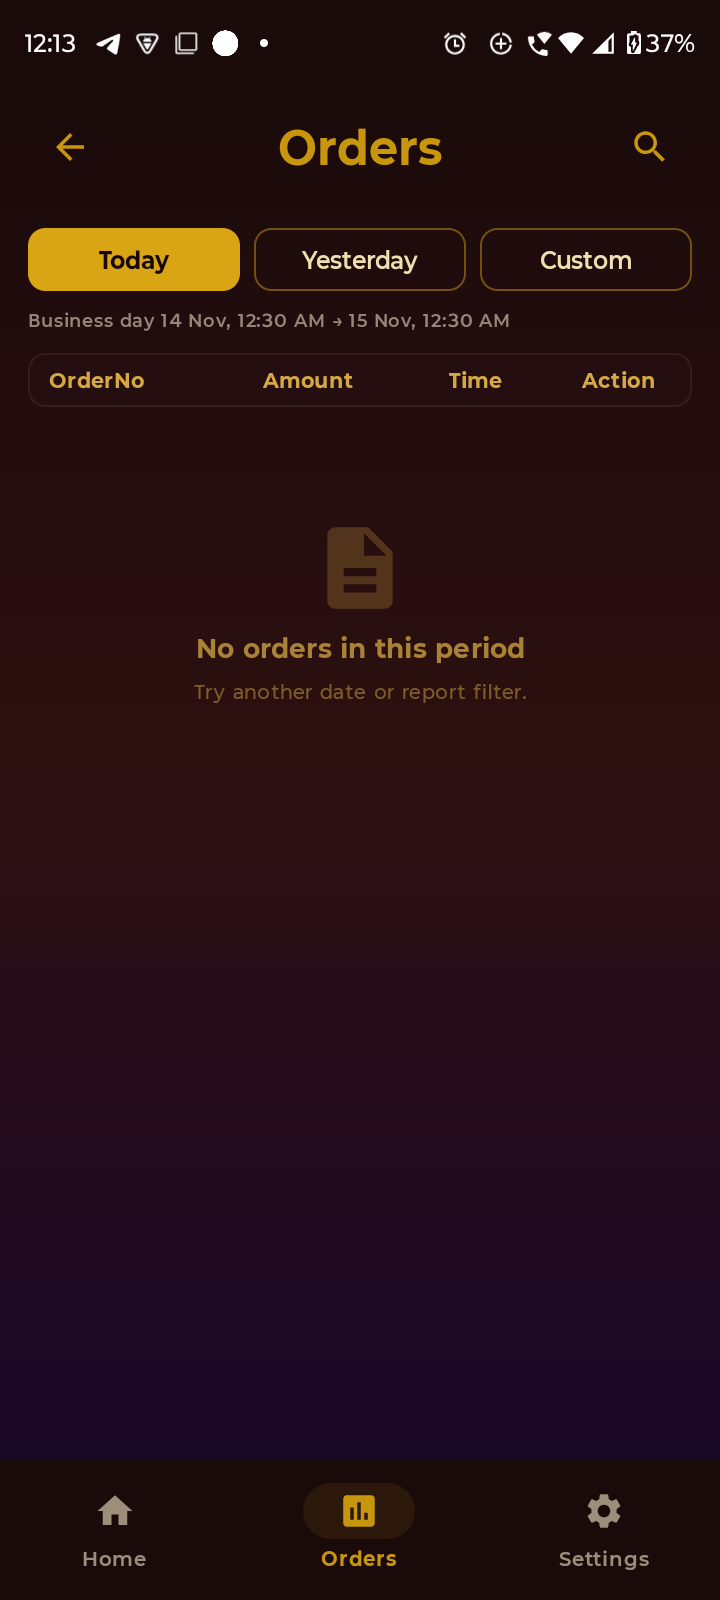 12:13 37%
Orders
Today Yesterday Custom
Business day 14 Nov, 12:30 AM → 15 Nov, 12:30 AM
OrderNo Amount Time Action
No orders in this period
Try another date or report filter.
Home Orders Settings